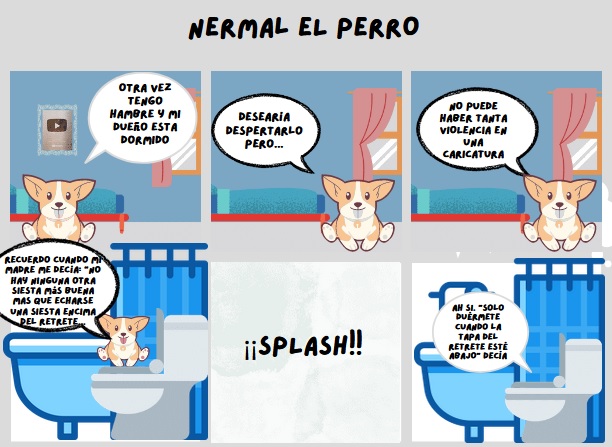 NERMAL EL PERRO
OTRA VEZ
TENGO
HAMBRE Y MI
DUEÑO ESTA
DORMIDO
DESEARIA
DESPERTARLO
PERO...
NO PUEDE
HABER TANTA
VIOLENCIA EN
UNA
CARICATURA
RECUERDO CUANDO MI
MADRE ME DECÍA: "NO
HAY NINGUNA OTRA
SIESTA MÁS BUENA
MAS QUE ECHARSE
UNA SIESTA ENCIMA
DEL RETRETE...
¡¡SPLASH!!
AH SI. "SOLO
DUÉRMETE
CUANDO LA
TAPA DEL
RETRETE ESTÉ
ABAJO" DECÍA